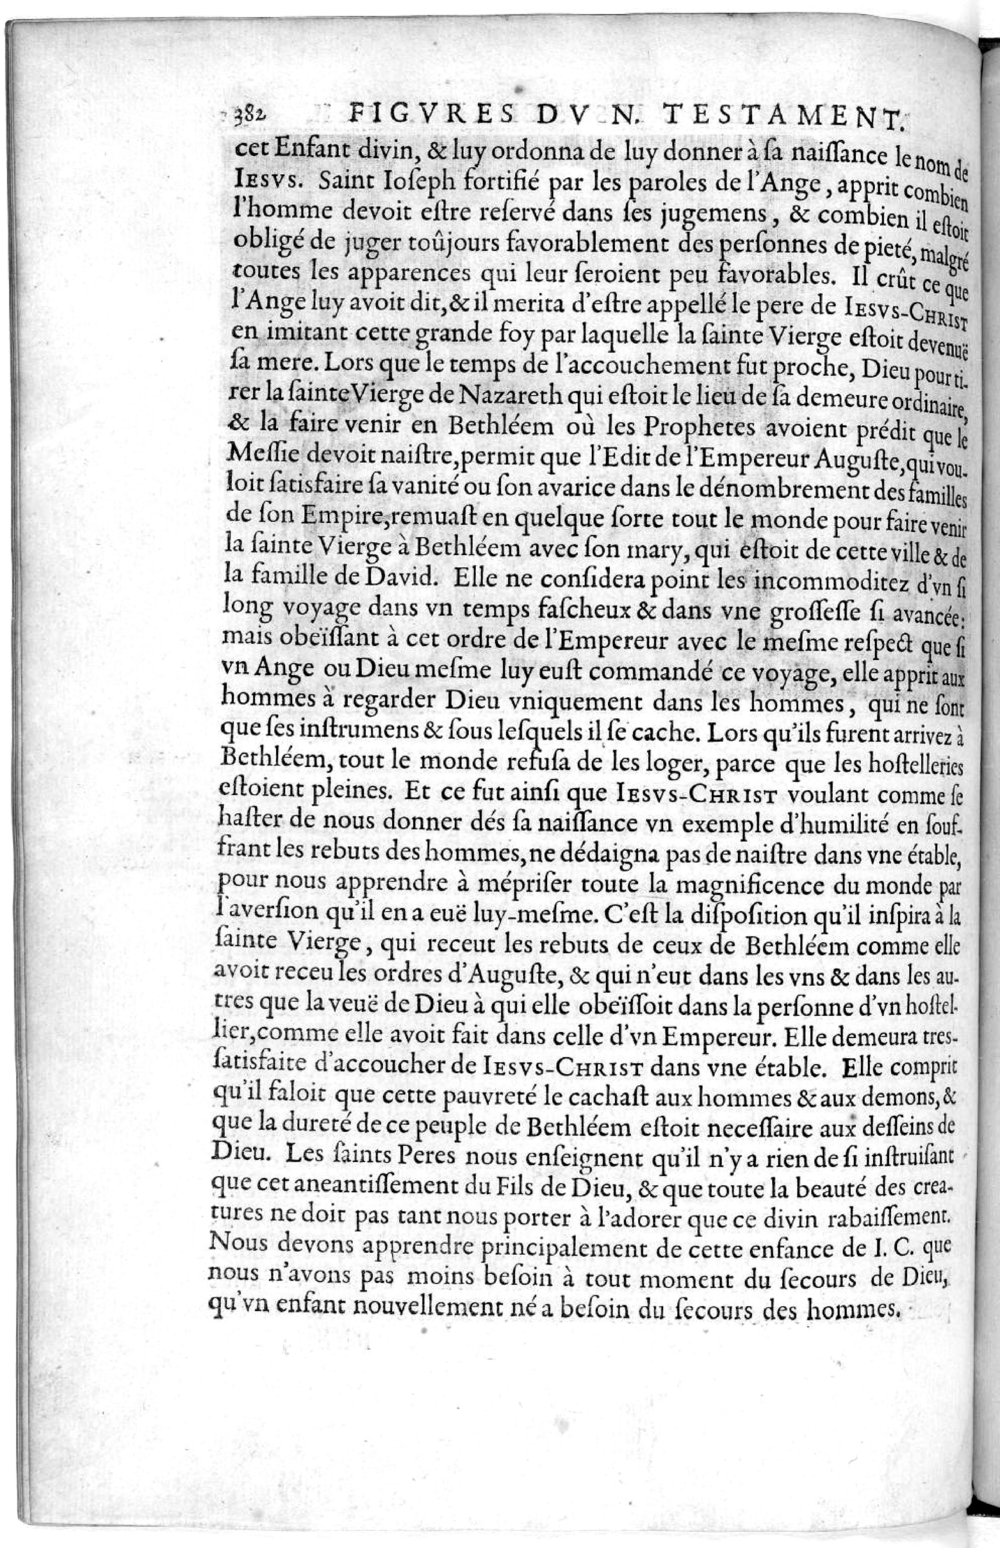 382 FIGVRES DV N. TESTAMENT.
cet Enfant divin, & luy ordonna de luy donner à ſa naiſſance le nom de
IESVS. Saint Ioſeph fortifié par les paroles de l'Ange, apprit combien
l'homme devoit eſtre reſervé dans ſes jugemens, & combien il eſtoit
obligé de juger toûjours favorablement des perſonnes de pieté, malgré
toutes les apparences qui leur ſeroient peu favorables. Il crût ce que
l'Ange luy avoit dit, & il merita d'eſtre appellé le pere de IESVS-CHRIST
en imitant cette grande foy par laquelle la ſainte Vierge eſtoit devenuë
ſa mere. Lors que le temps de l'accouchement fut proche, Dieu pour ti-
rer la ſainte Vierge de Nazareth qui eſtoit le lieu de ſa demeure ordinaire,
& la faire venir en Bethléem où les Prophetes avoient prédit que le
Meſſie devoit naiſtre, permit que l'Edit de l'Empereur Auguſte, qui vou-
loit ſatisfaire ſa vanité ou ſon avarice dans le dénombrement des familles
de ſon Empire, remuaſt en quelque ſorte tout le monde pour faire venir
la ſainte Vierge à Bethléem avec ſon mary, qui eſtoit de cette ville & de
la famille de David. Elle ne conſidera point les incommoditez d'vn ſi
long voyage dans vn temps faſcheux & dans vne groſſeſſe ſi avancée:
mais obeïſſant à cet ordre de l'Empereur avec le meſme reſpect que ſi
vn Ange ou Dieu meſme luy euſt commandé ce voyage, elle apprit aux
hommes à regarder Dieu vniquement dans les hommes, qui ne ſont
que ſes inſtrumens & ſous leſquels il ſe cache. Lors qu'ils furent arrivez à
Bethléem, tout le monde refuſa de les loger, parce que les hoſtelleries
eſtoient pleines. Et ce fut ainſi que IESVS-CHRIST voulant comme ſe
haſter de nous donner dés ſa naiſſance vn exemple d'humilité en ſouf-
frant les rebuts des hommes, ne dédaigna pas de naiſtre dans vne étable,
pour nous apprendre à mépriſer toute la magnificence du monde par
l'averſion qu'il en a euë luy-meſme. C'eſt la diſpoſition qu'il inſpira à la
ſainte Vierge, qui receut les rebuts de ceux de Bethléem comme elle
avoit receu les ordres d'Auguſte, & qui n'eut dans les vns & dans les au-
tres que la veuë de Dieu à qui elle obeïſſoit dans la perſonne d'vn hoſtel-
lier, comme elle avoit fait dans celle d'vn Empereur. Elle demeura tres-
ſatisfaite d'accoucher de IESVS-CHRIST dans vne étable. Elle comprit
qu'il faloit que cette pauvreté le cachaſt aux hommes & aux demons, &
que la dureté de ce peuple de Bethléem eſtoit neceſſaire aux deſſeins de
Dieu. Les ſaints Peres nous enſeignent qu'il n'y a rien de ſi inſtruiſant
que cet aneantiſſement du Fils de Dieu, & que toute la beauté des crea-
tures ne doit pas tant nous porter à l'adorer que ce divin rabaiſſement.
Nous devons apprendre principalement de cette enfance de I. C. que
nous n'avons pas moins beſoin à tout moment du ſecours de Dieu,
qu'vn enfant nouvellement né a beſoin du ſecours des hommes.